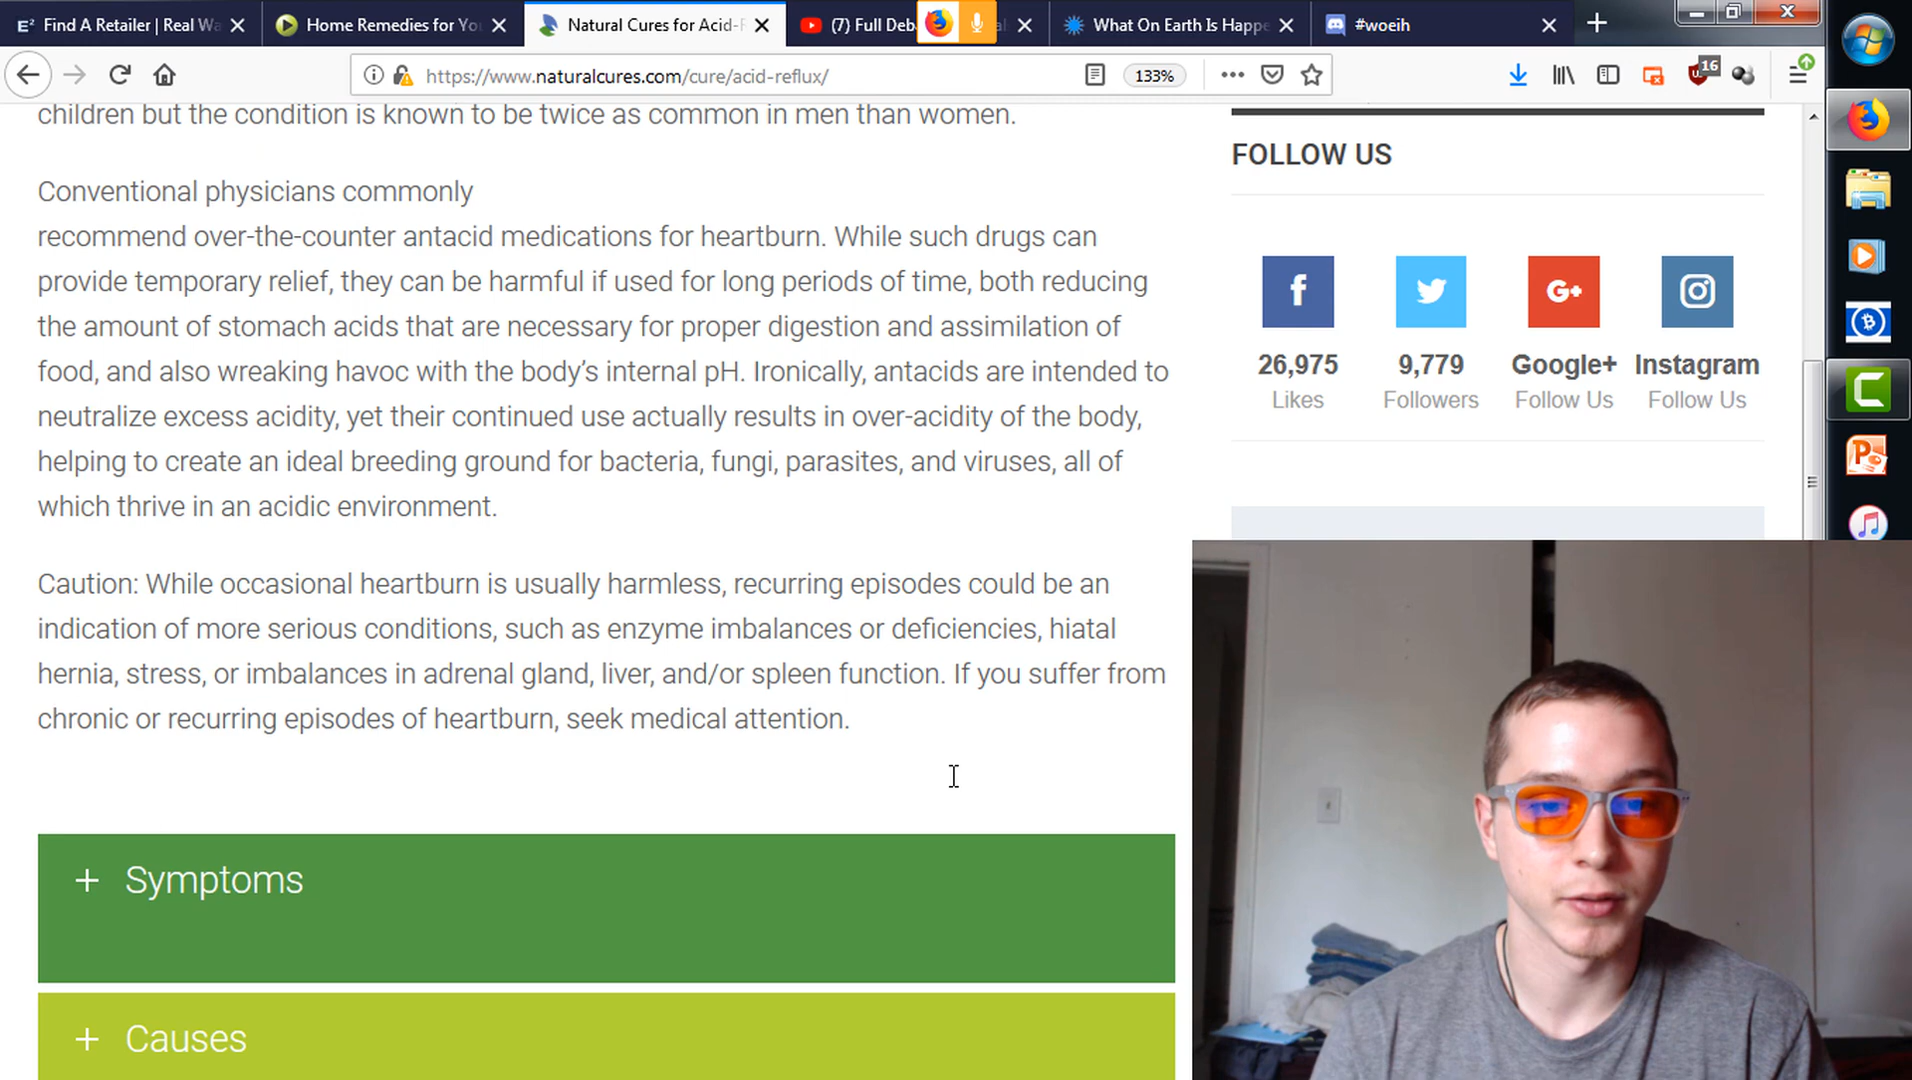 E² Find A Retailer | Real Wa
Home Remedies for Yo
Natural Cures for Acid-R
(7) Full Deb
What On Earth Is Happe
#woeih
https://www.naturalcures.com/cure/acid-reflux/
133%
16
children but the condition is known to be twice as common in men than women.
Conventional physicians commonly
recommend over-the-counter antacid medications for heartburn. While such drugs can
provide temporary relief, they can be harmful if used for long periods of time, both reducing
the amount of stomach acids that are necessary for proper digestion and assimilation of
food, and also wreaking havoc with the body’s internal pH. Ironically, antacids are intended to
neutralize excess acidity, yet their continued use actually results in over-acidity of the body,
helping to create an ideal breeding ground for bacteria, fungi, parasites, and viruses, all of
which thrive in an acidic environment.
Caution: While occasional heartburn is usually harmless, recurring episodes could be an
indication of more serious conditions, such as enzyme imbalances or deficiencies, hiatal
hernia, stress, or imbalances in adrenal gland, liver, and/or spleen function. If you suffer from
chronic or recurring episodes of heartburn, seek medical attention.
+ Symptoms
+ Causes
FOLLOW US
f
G+
26,975
Likes
9,779
Followers
Google+
Follow Us
Instagram
Follow Us